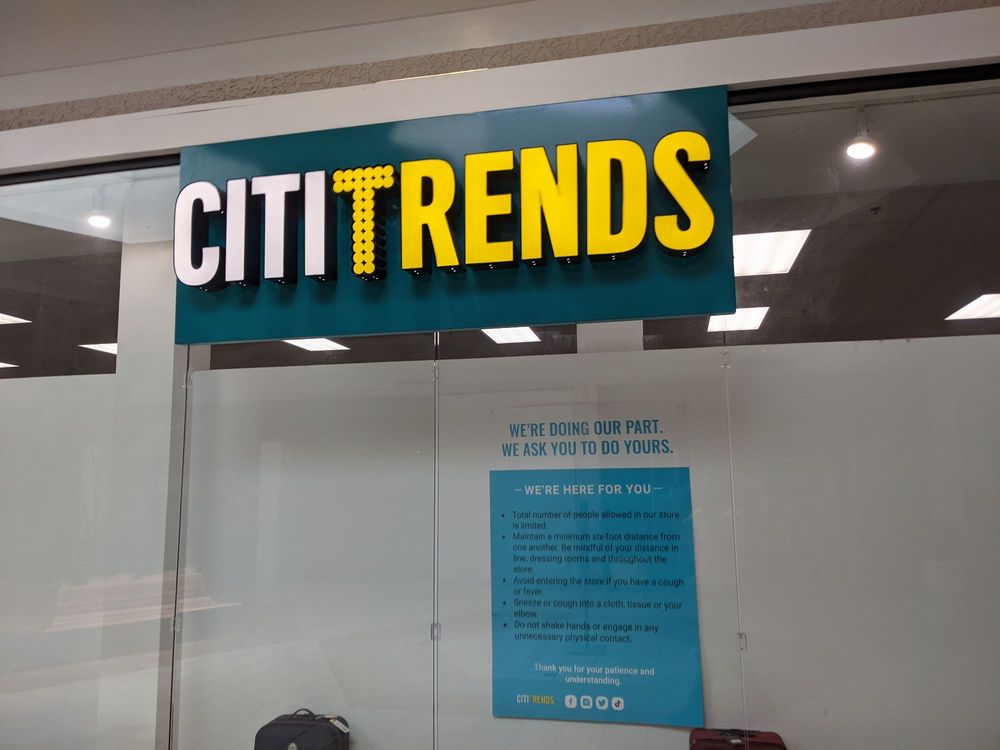 CITITRENDS
WE'RE DOING OUR PART.
WE ASK YOU TO DO YOURS.
WE'RE HERE FOR YOU
• Total number of people allowed in our store
is limited.
• Maintain a minimum six-foot distance from
one another. Be mindful of your distance in
line, dressing rooms and throughout the
store.
• Avoid entering the store if you have a cough
or fever.
• Sneeze or cough into a cloth, tissue or your
elbow.
• Do not shake hands or engage in any
unnecessary physical contact.
Thank you for your patience and
understanding.
CITITRENDS